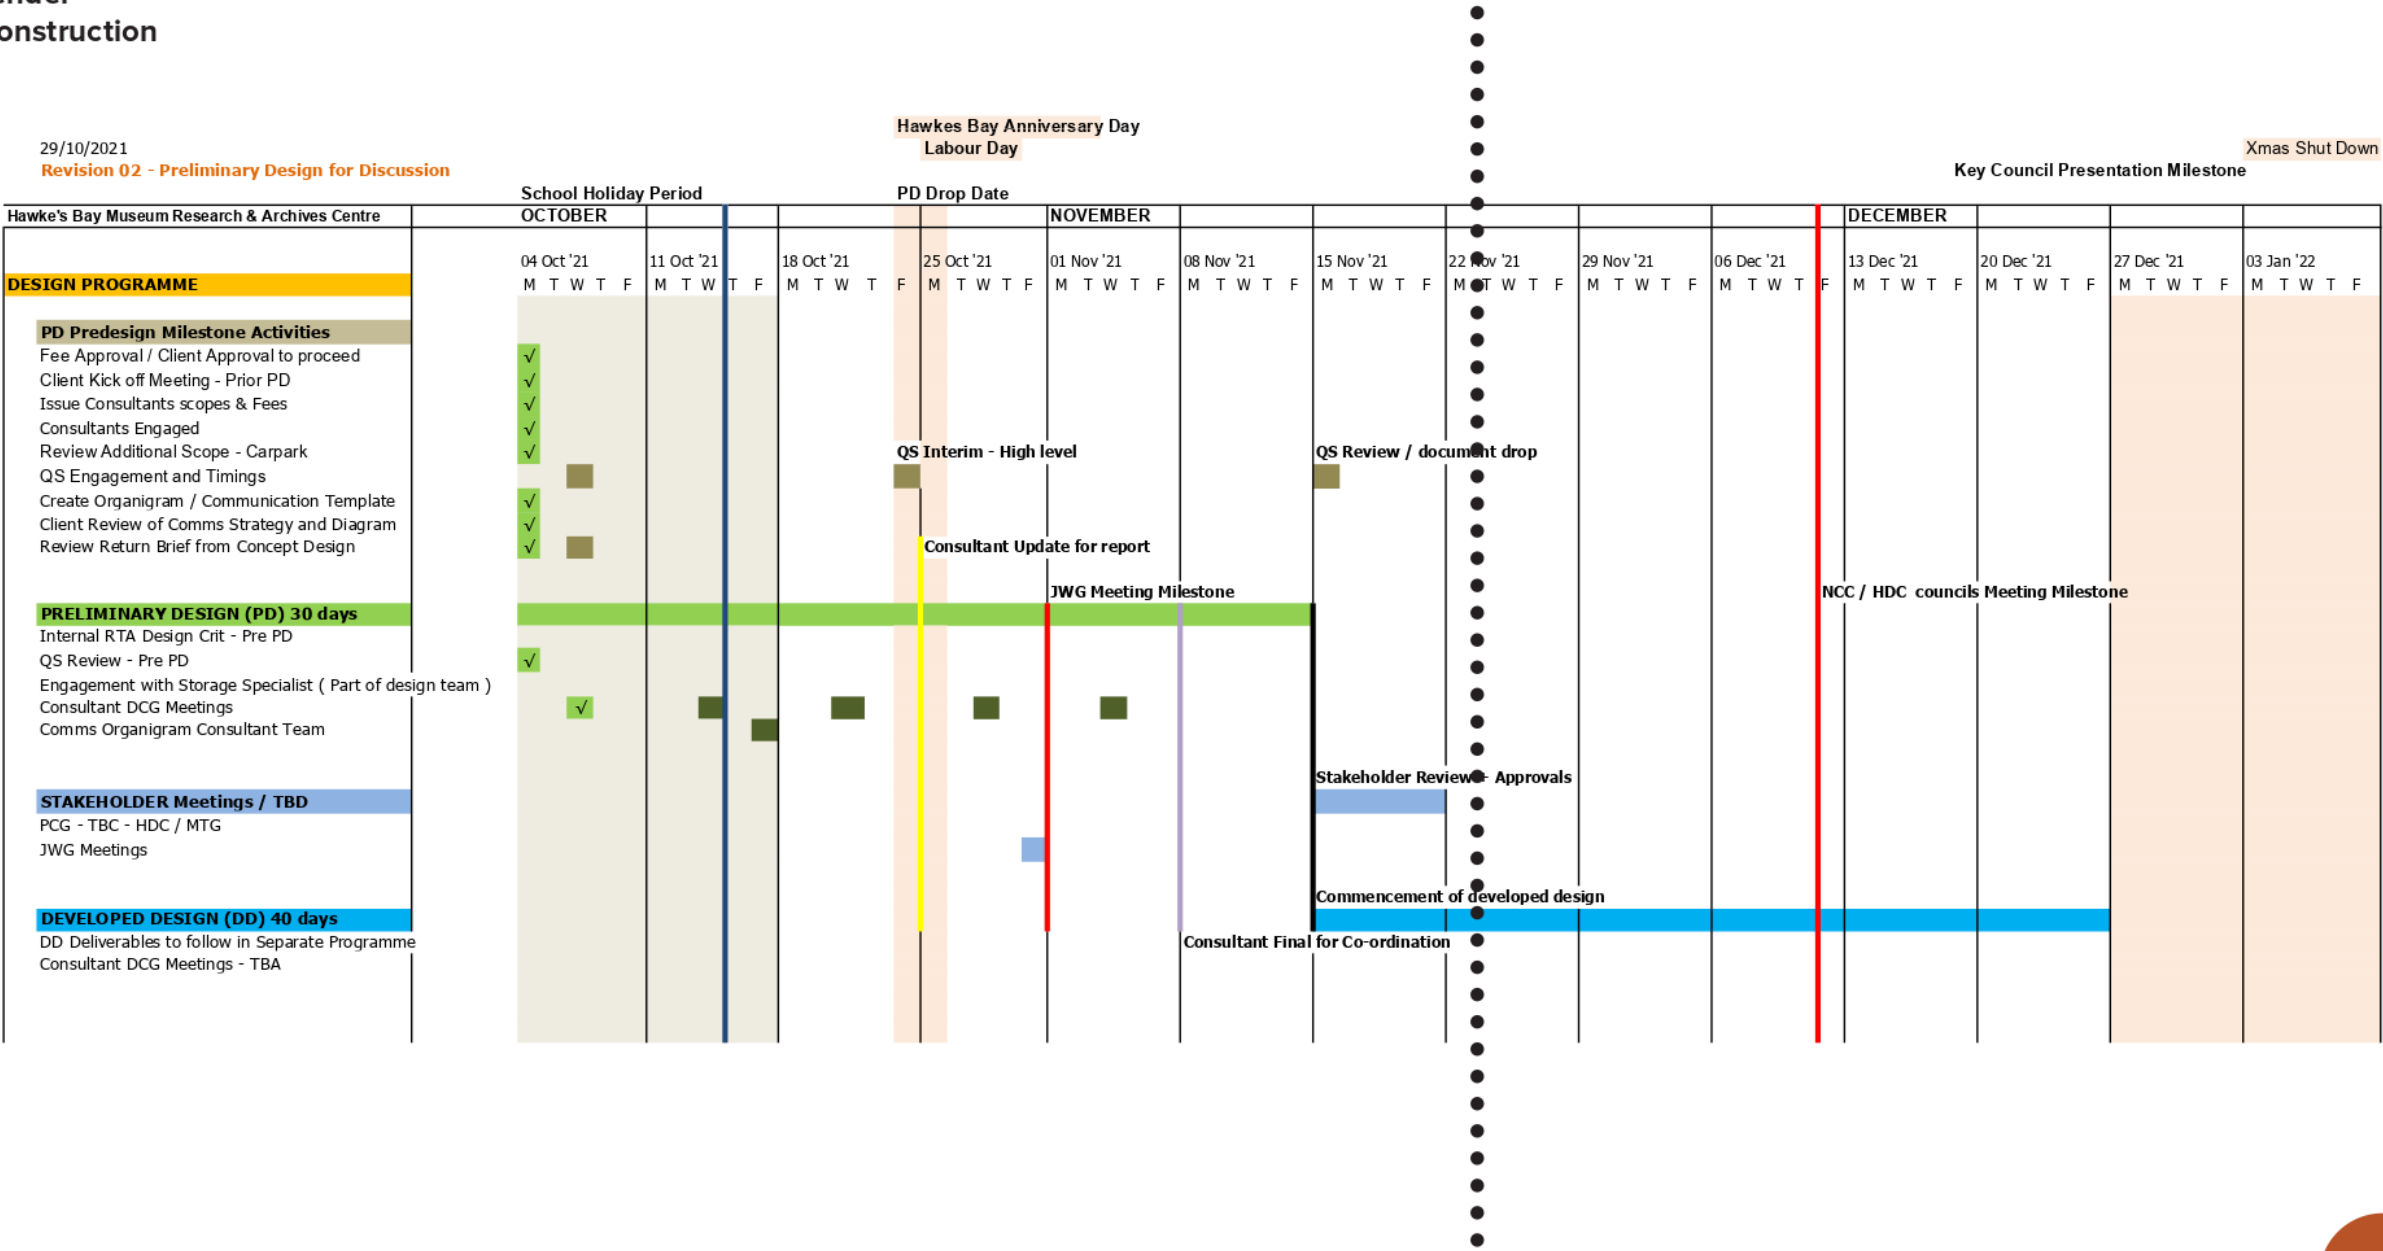 onstruction
Hawkes Bay Anniversary Day
29/10/2021
Labour Day
Xmas Shut Down
Revision 02 - Preliminary Design for Discussion
Key Council Presentation Milestone
School Holiday Period
PD Drop Date
Hawke's Bay Museum Research & Archives Centre
OCTOBER
NOVEMBER
DECEMBER
04 Oct '21 11 Oct '21 18 Oct '21 25 Oct '21 01 Nov '21 08 Nov '21 15 Nov '21 22 Nov '21 29 Nov '21 06 Dec '21 13 Dec '21 20 Dec '21 27 Dec '21 03 Jan '22
DESIGN PROGRAMME
M T W T F M T W T F M T W T F M T W T F M T W T F M T W T F M T W T F M T W T F M T W T F M T W T F M T W T F M T W T F M T W T F M T W T F
PD Predesign Milestone Activities
Fee Approval / Client Approval to proceed √
Client Kick off Meeting - Prior PD √
Issue Consultants scopes & Fees √
Consultants Engaged √
Review Additional Scope - Carpark √ QS Interim - High level QS Review / document drop
QS Engagement and Timings
Create Organigram / Communication Template √
Client Review of Comms Strategy and Diagram √
Review Return Brief from Concept Design √ Consultant Update for report
JWG Meeting Milestone NCC / HDC councils Meeting Milestone
PRELIMINARY DESIGN (PD) 30 days
Internal RTA Design Crit - Pre PD
QS Review - Pre PD √
Engagement with Storage Specialist ( Part of design team )
Consultant DCG Meetings √
Comms Organigram Consultant Team
Stakeholder Review + Approvals
STAKEHOLDER Meetings / TBD
PCG - TBC - HDC / MTG
JWG Meetings
Commencement of developed design
DEVELOPED DESIGN (DD) 40 days
DD Deliverables to follow in Separate Programme Consultant Final for Co-ordination
Consultant DCG Meetings - TBA